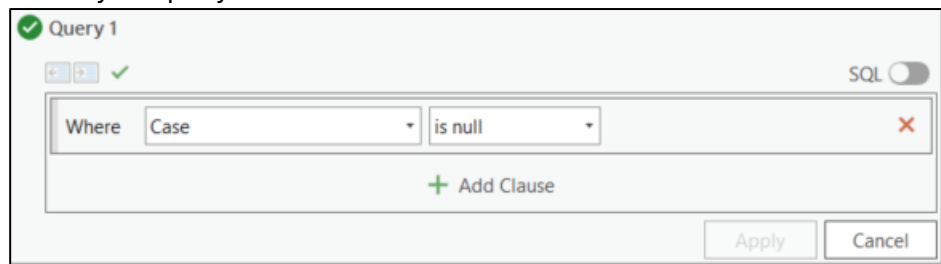 Query 1
SQL
Where Case is null
Add Clause
Apply Cancel